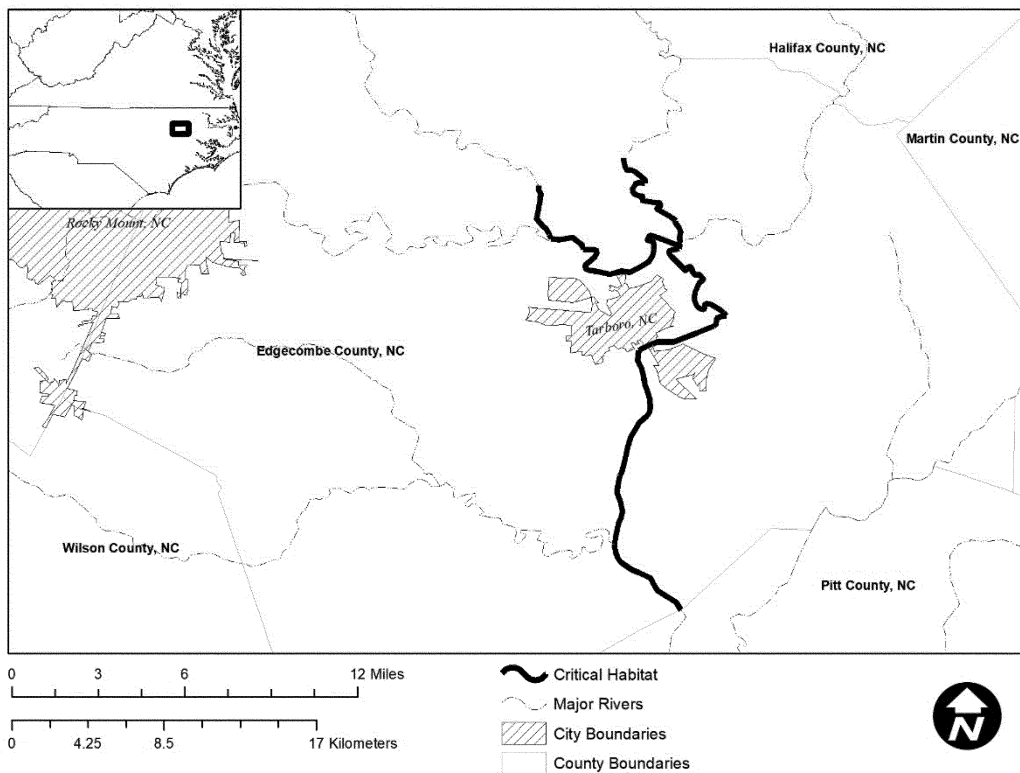 Halifax County, NC
Martin County, NC
Rocky Mount, NC
Tarboro, NC
Edgecombe County, NC
Wilson County, NC
Pitt County, NC
0 3 6 12 Miles
0 4.25 8.5 17 Kilometers
Critical Habitat
Major Rivers
City Boundaries
County Boundaries
N